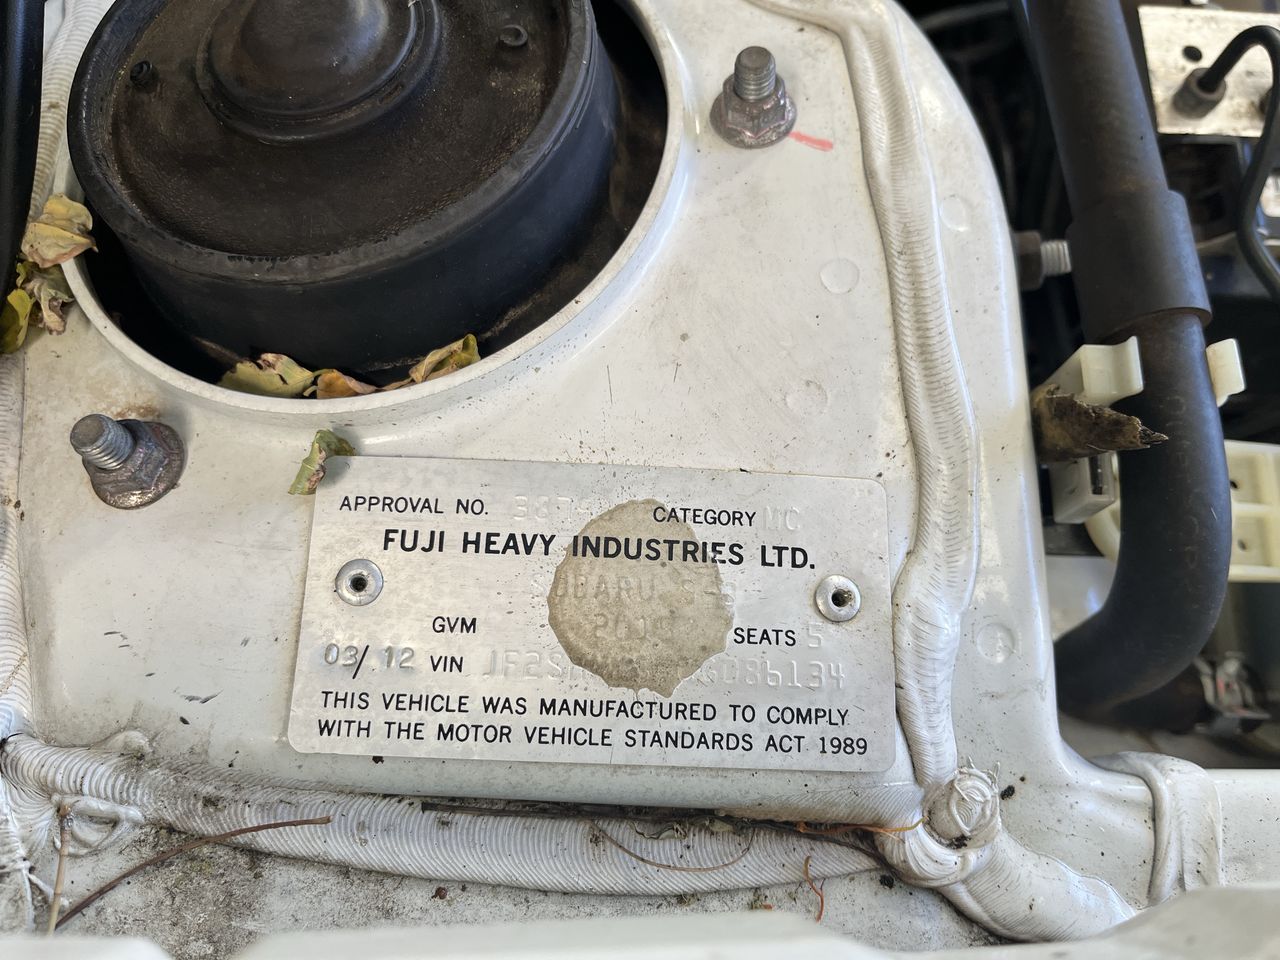 APPROVAL NO. CATEGORY MC
FUJI HEAVY INDUSTRIES LTD.
SUBARU
GVM SEATS 5
03/12 VIN
THIS VEHICLE WAS MANUFACTURED TO COMPLY
WITH THE MOTOR VEHICLE STANDARDS ACT 1989